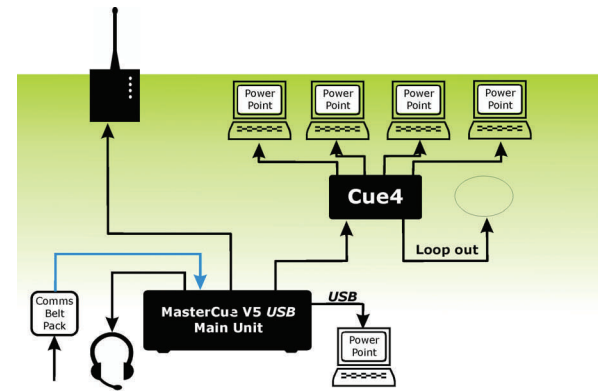 Power
Point
Power
Point
Power
Point
Power
Point
Cue4
Loop out
Comms
Belt
Pack
MasterCue V5 USB
Main Unit
USB
Power
Point